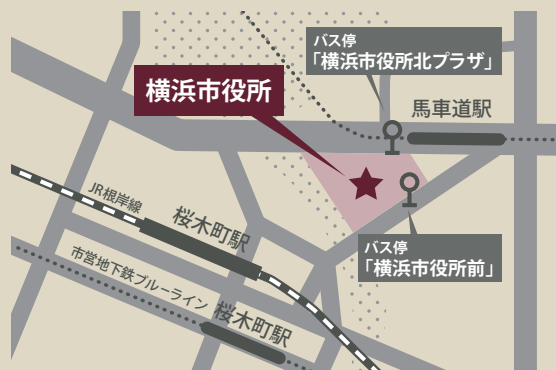 バス停
「横浜市役所北プラザ」
横浜市役所
馬車道駅
JR根岸線
桜木町駅
バス停
「横浜市役所前」
市営地下鉄ブルーライン
桜木町駅